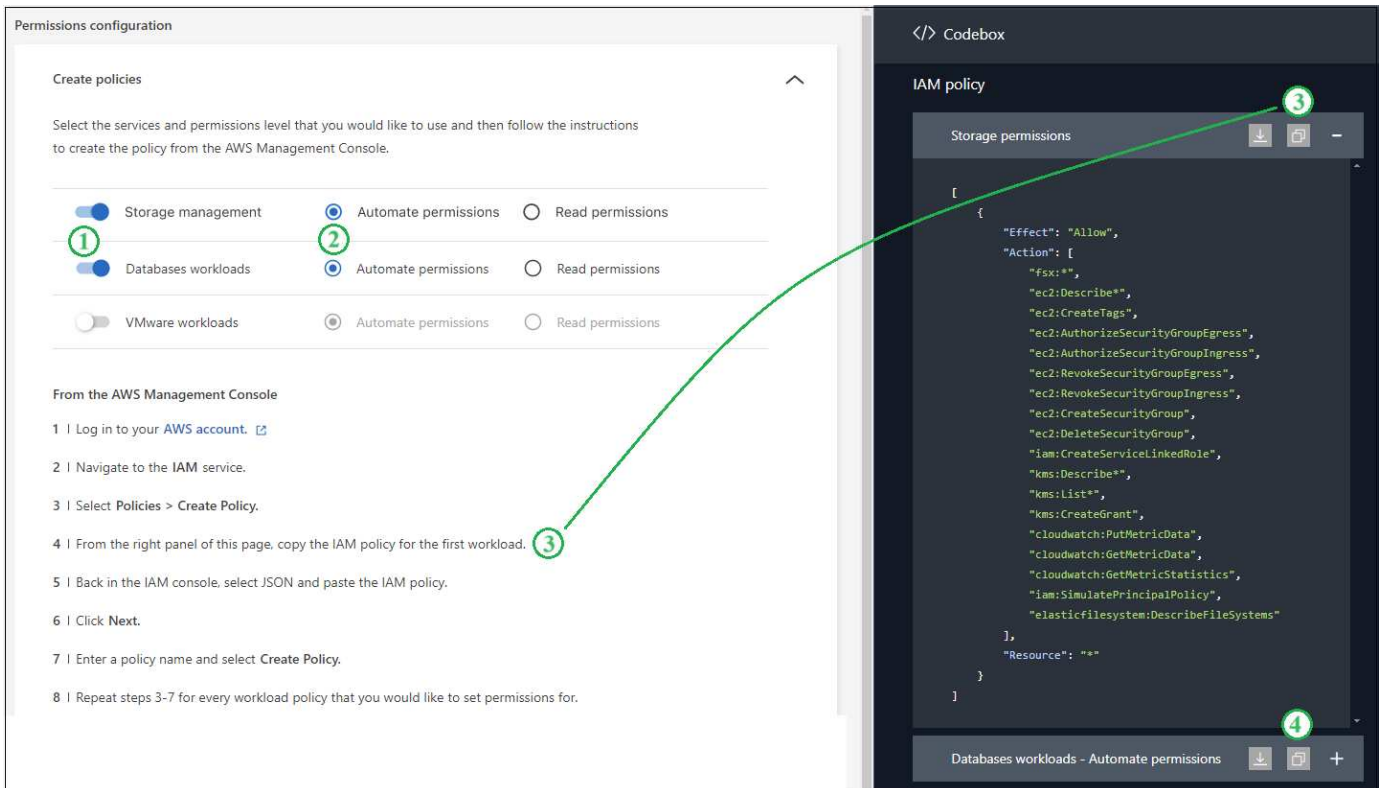 Permissions configuration
Create policies
Select the services and permissions level that you would like to use and then follow the instructions
to create the policy from the AWS Management Console.
Storage management Automate permissions Read permissions
1 2
Databases workloads Automate permissions Read permissions
VMware workloads Automate permissions Read permissions
From the AWS Management Console
1 | Log in to your AWS account.
2 | Navigate to the IAM service.
3 | Select Policies > Create Policy.
4 | From the right panel of this page, copy the IAM policy for the first workload. 3
5 | Back in the IAM console, select JSON and paste the IAM policy.
6 | Click Next.
7 | Enter a policy name and select Create Policy.
8 | Repeat steps 3-7 for every workload policy that you would like to set permissions for.
</> Codebox
IAM policy
3
Storage permissions
[
{
"Effect": "Allow",
"Action": [
"fsx:*",
"ec2:Describe*",
"ec2:CreateTags",
"ec2:AuthorizeSecurityGroupEgress",
"ec2:AuthorizeSecurityGroupIngress",
"ec2:RevokeSecurityGroupEgress",
"ec2:RevokeSecurityGroupIngress",
"ec2:CreateSecurityGroup",
"ec2:DeleteSecurityGroup",
"iam:CreateServiceLinkedRole",
"kms:Describe*",
"kms:List*",
"kms:CreateGrant",
"cloudwatch:PutMetricData",
"cloudwatch:GetMetricData",
"cloudwatch:GetMetricStatistics",
"iam:SimulatePrincipalPolicy",
"elasticfilesystem:DescribeFileSystems"
],
"Resource": "*"
}
]
4
Databases workloads - Automate permissions